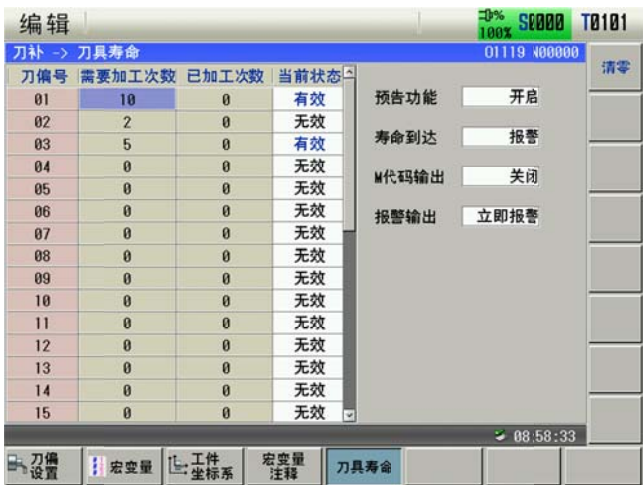 编辑
0% 100% S0000 T0101
刀补 -> 刀具寿命 O1119 N00000
清零
刀偏号 需要加工次数 已加工次数 当前状态
01 10 0 有效
02 2 0 无效
03 5 0 有效
04 0 0 无效
05 0 0 无效
06 0 0 无效
07 0 0 无效
08 0 0 无效
09 0 0 无效
10 0 0 无效
11 0 0 无效
12 0 0 无效
13 0 0 无效
14 0 0 无效
15 0 0 无效
预告功能 开启
寿命到达 报警
M代码输出 关闭
报警输出 立即报警
08:58:33
刀偏
设置
宏变量
工件
坐标系
宏变量
注释
刀具寿命